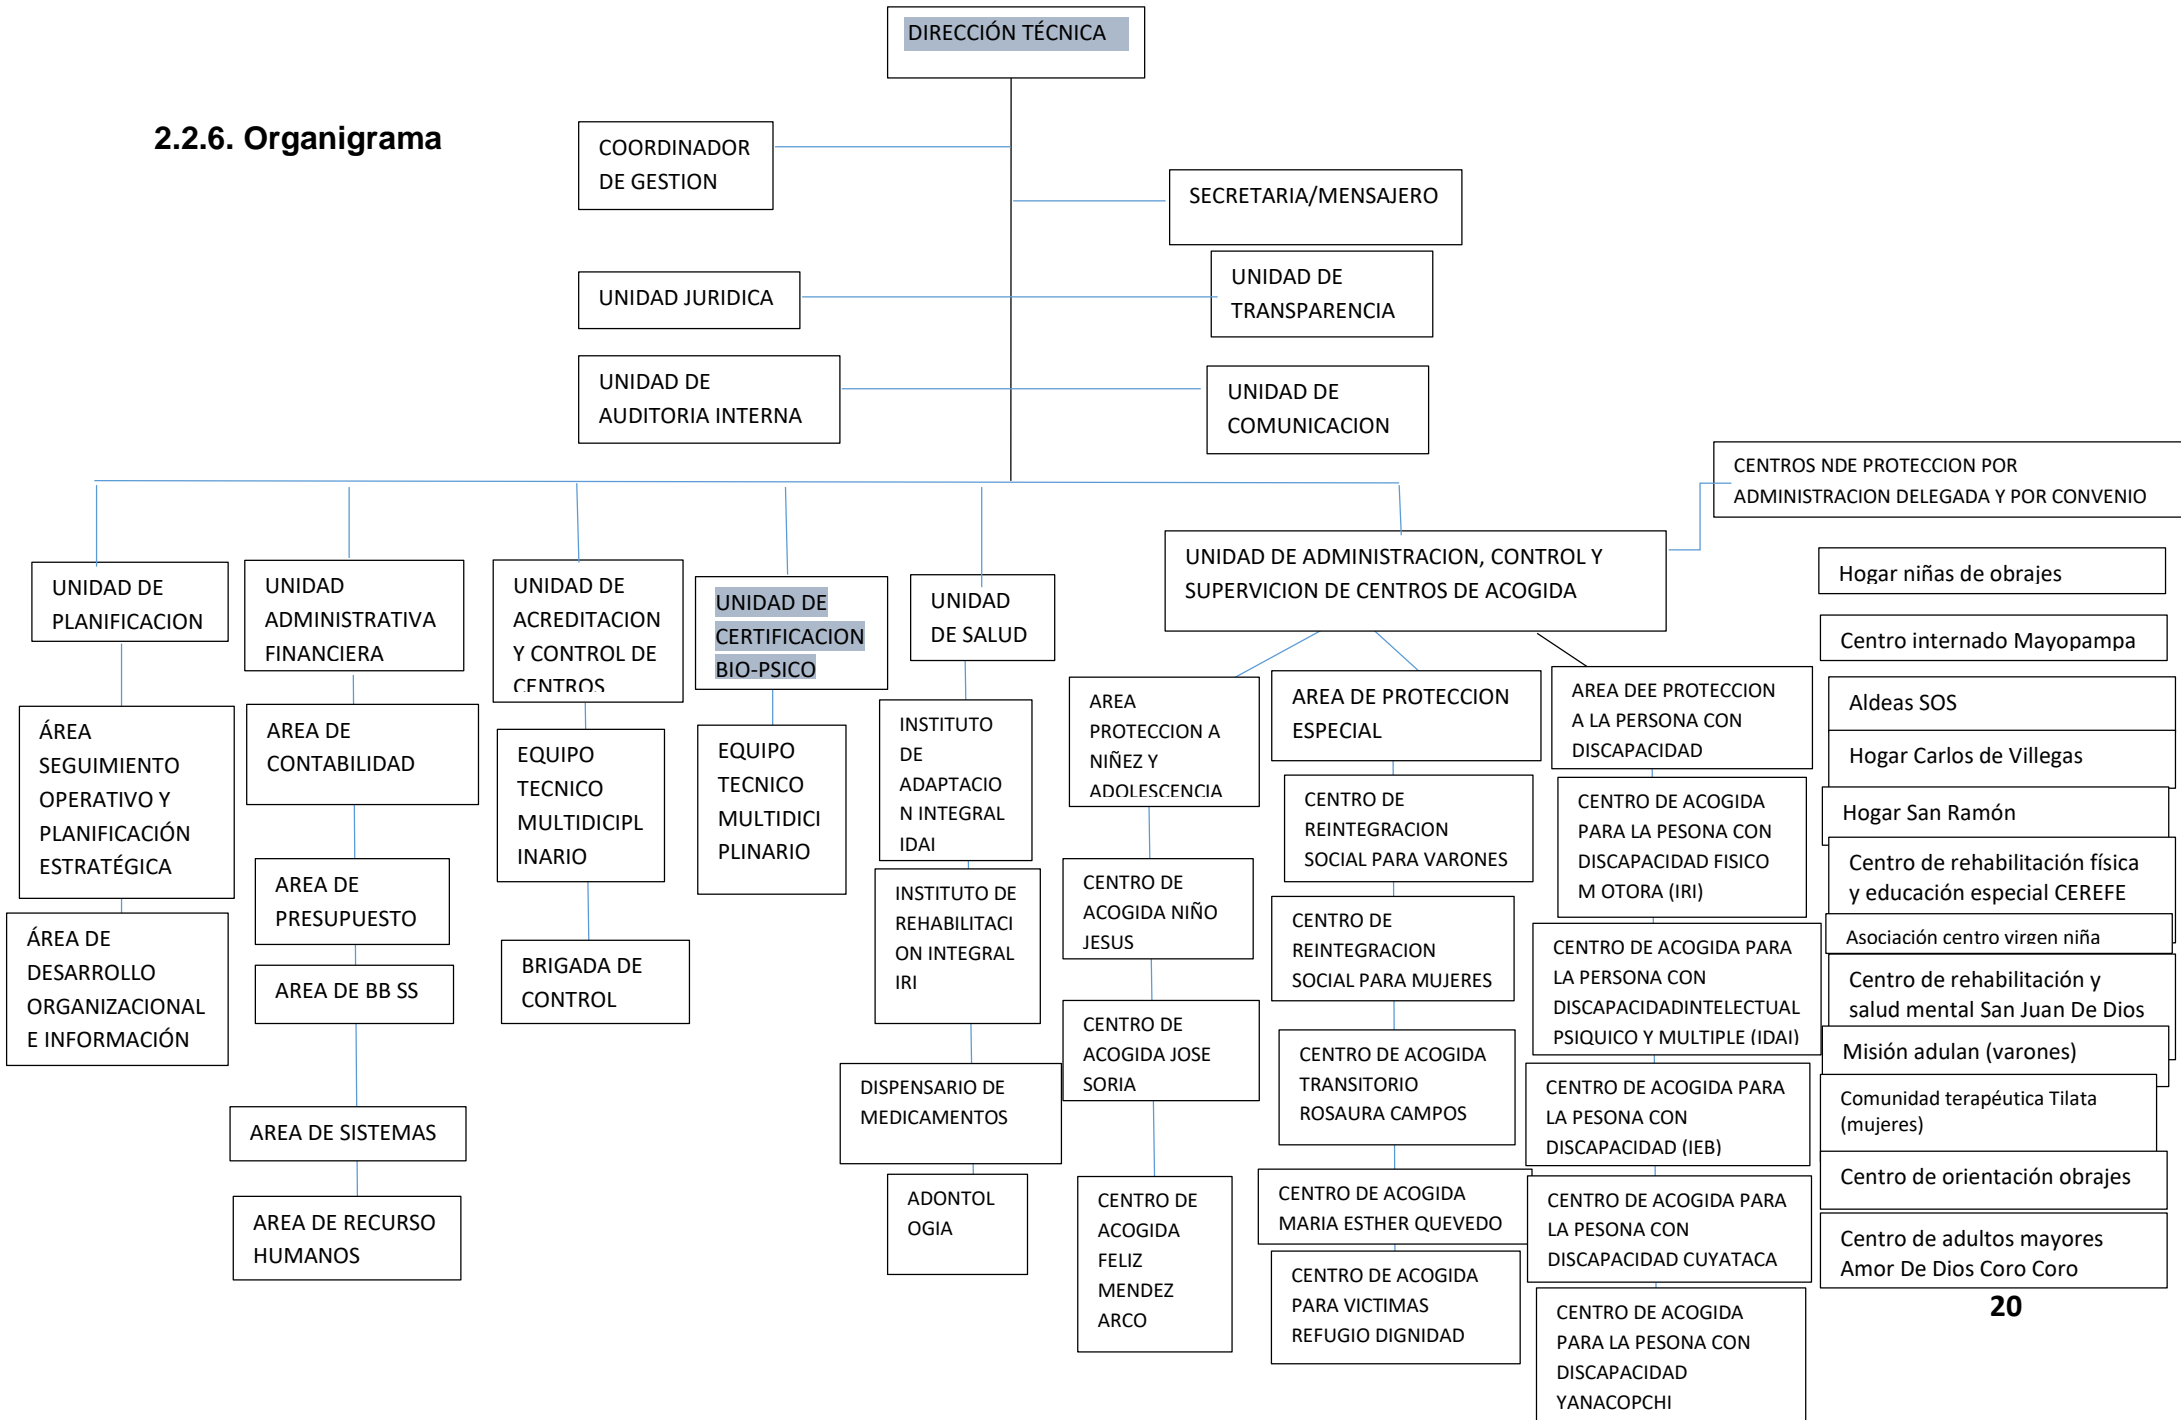 DIRECCIÓN TÉCNICA
2.2.6. Organigrama
COORDINADOR
DE GESTION
SECRETARIA/MENSAJERO
UNIDAD JURIDICA
UNIDAD DE
TRANSPARENCIA
UNIDAD DE
AUDITORIA INTERNA
UNIDAD DE
COMUNICACION
CENTROS NDE PROTECCION POR
ADMINISTRACION DELEGADA Y POR CONVENIO
UNIDAD DE
PLANIFICACION
ÁREA
SEGUIMIENTO
OPERATIVO Y
PLANIFICACIÓN
ESTRATÉGICA
ÁREA DE
DESARROLLO
ORGANIZACIONAL
E INFORMACIÓN
UNIDAD
ADMINISTRATIVA
FINANCIERA
AREA DE
CONTABILIDAD
AREA DE
PRESUPUESTO
AREA DE BB SS
AREA DE SISTEMAS
AREA DE RECURSO
HUMANOS
UNIDAD DE
ACREDITACION
Y CONTROL DE
CENTROS
EQUIPO
TECNICO
MULTIDICIPL
INARIO
BRIGADA DE
CONTROL
UNIDAD DE
CERTIFICACION
BIO-PSICO
EQUIPO
TECNICO
MULTIDICI
PLINARIO
UNIDAD
DE SALUD
INSTITUTO
DE
ADAPTACIO
N INTEGRAL
IDAI
INSTITUTO DE
REHABILITACI
ON INTEGRAL
IRI
DISPENSARIO DE
MEDICAMENTOS
ADONTOL
OGIA
UNIDAD DE ADMINISTRACION, CONTROL Y
SUPERVICION DE CENTROS DE ACOGIDA
AREA
PROTECCION A
NIÑEZ Y
ADOLESCENCIA
CENTRO DE
ACOGIDA NIÑO
JESUS
CENTRO DE
ACOGIDA JOSE
SORIA
CENTRO DE
ACOGIDA
FELIZ
MENDEZ
ARCO
AREA DE PROTECCION
ESPECIAL
CENTRO DE
REINTEGRACION
SOCIAL PARA VARONES
CENTRO DE
REINTEGRACION
SOCIAL PARA MUJERES
CENTRO DE ACOGIDA
TRANSITORIO
ROSAURA CAMPOS
CENTRO DE ACOGIDA
MARIA ESTHER QUEVEDO
CENTRO DE ACOGIDA
PARA VICTIMAS
REFUGIO DIGNIDAD
AREA DEE PROTECCION
A LA PERSONA CON
DISCAPACIDAD
CENTRO DE ACOGIDA
PARA LA PESONA CON
DISCAPACIDAD FISICO
M OTORA (IRI)
CENTRO DE ACOGIDA PARA
LA PERSONA CON
DISCAPACIDADINTELECTUAL
PSIQUICO Y MULTIPLE (IDAI)
CENTRO DE ACOGIDA PARA
LA PESONA CON
DISCAPACIDAD (IEB)
CENTRO DE ACOGIDA PARA
LA PESONA CON
DISCAPACIDAD CUYATACA
CENTRO DE ACOGIDA
PARA LA PESONA CON
DISCAPACIDAD
YANACOPCHI
Hogar niñas de obrajes
Centro internado Mayopampa
Aldeas SOS
Hogar Carlos de Villegas
Hogar San Ramón
Centro de rehabilitación física
y educación especial CEREFE
Asociación centro virgen niña
Centro de rehabilitación y
salud mental San Juan De Dios
Misión adulan (varones)
Comunidad terapéutica Tilata
(mujeres)
Centro de orientación obrajes
Centro de adultos mayores
Amor De Dios Coro Coro
20